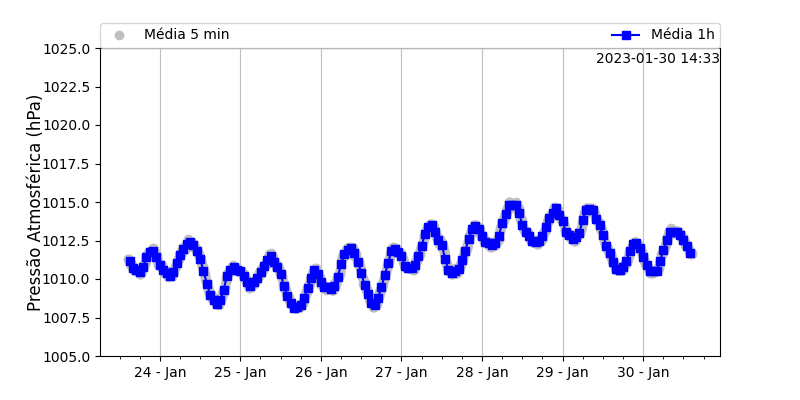 Média 5 min
Média 1h
2023-01-30 14:33
Pressão Atmosférica (hPa)
1025.0
1022.5
1020.0
1017.5
1015.0
1012.5
1010.0
1007.5
1005.0
24 - Jan
25 - Jan
26 - Jan
27 - Jan
28 - Jan
29 - Jan
30 - Jan